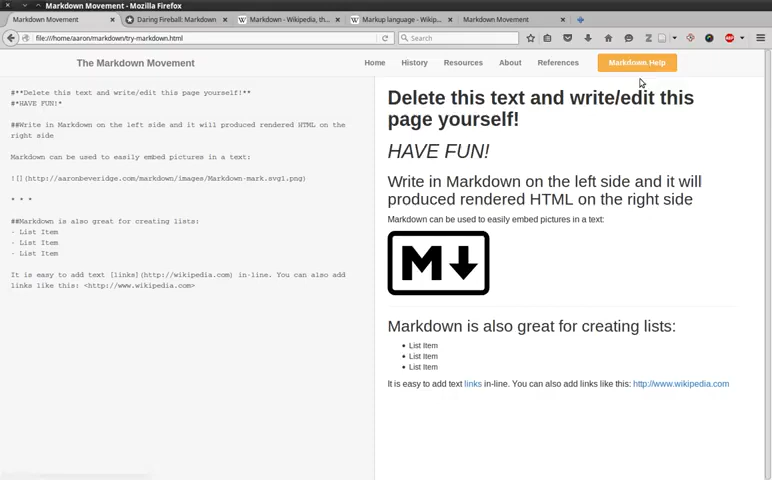 Markdown Movement - Mozilla Firefox
Markdown Movement
Daring Fireball: Markdown
Markdown - Wikipedia, th...
Markup language - Wikip...
Markdown Movement
file:///home/aaron/markdown/try-markdown.html
Search
ABP
The Markdown Movement
Home
History
Resources
About
References
Markdown Help
#**Delete this text and write/edit this page yourself!**
#*HAVE FUN!*
##Write in Markdown on the left side and it will produced rendered HTML on the
right side
Markdown can be used to easily embed pictures in a text:
![](http://aaronbeveridge.com/markdown/images/Markdown-mark.svg1.png)
* * *
##Markdown is also great for creating lists:
- List Item
- List Item
- List Item
It is easy to add text [links](http://wikipedia.com) in-line. You can also add
links like this: <http://www.wikipedia.com>
Delete this text and write/edit this
page yourself!
HAVE FUN!
Write in Markdown on the left side and it will
produced rendered HTML on the right side
Markdown can be used to easily embed pictures in a text:
M
Markdown is also great for creating lists:
• List Item
• List Item
• List Item
It is easy to add text links in-line. You can also add links like this: http://www.wikipedia.com